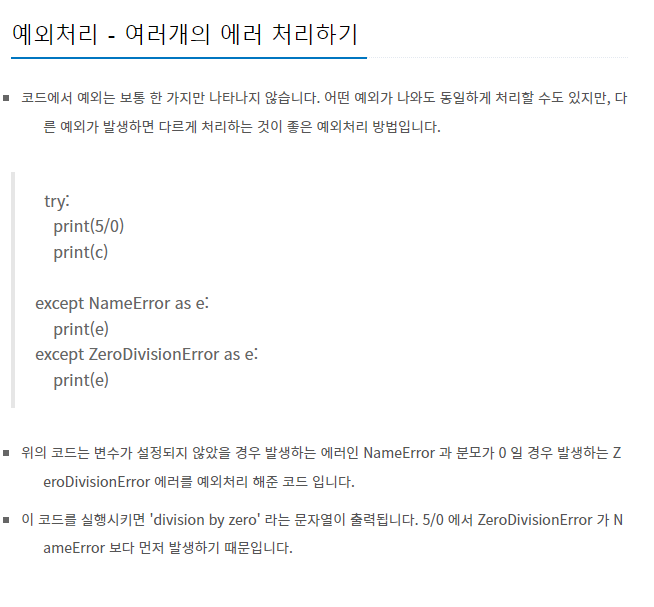 예외처리 - 여러개의 에러 처리하기
코드에서 예외는 보통 한 가지만 나타나지 않습니다. 어떤 예외가 나와도 동일하게 처리할 수도 있지만, 다
른 예외가 발생하면 다르게 처리하는 것이 좋은 예외처리 방법입니다.
try:
print(5/0)
print(c)
except NameError as e:
print(e)
except ZeroDivisionError as e:
print(e)
위의 코드는 변수가 설정되지 않았을 경우 발생하는 에러인 NameError 과 분모가 0 일 경우 발생하는 Z
eroDivisionError 에러를 예외처리 해준 코드 입니다.
이 코드를 실행시키면 'division by zero' 라는 문자열이 출력됩니다. 5/0 에서 ZeroDivisionError 가 N
ameError 보다 먼저 발생하기 때문입니다.